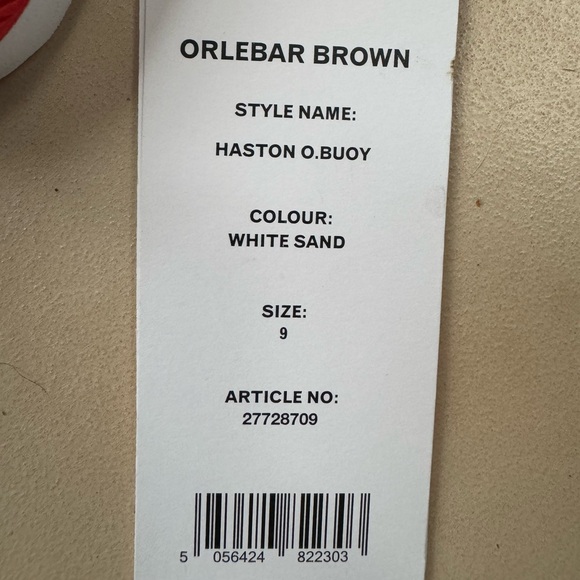 ORLEBAR BROWN
STYLE NAME:
HASTON O.BUOY
COLOUR:
WHITE SAND
SIZE:
9
ARTICLE NO:
27728709
5 056424 822303